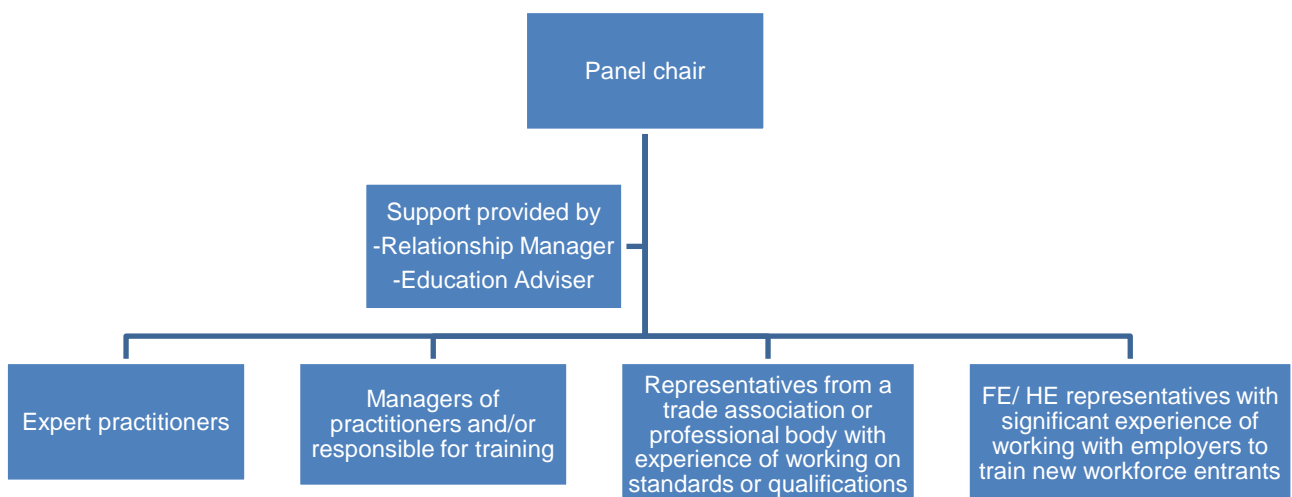 Panel chair
Support provided by
-Relationship Manager
-Education Adviser
Expert practitioners
Managers of
practitioners and/or
responsible for training
Representatives from a
trade association or
professional body with
experience of working on
standards or qualifications
FE/ HE representatives with
significant experience of
working with employers to
train new workforce entrants